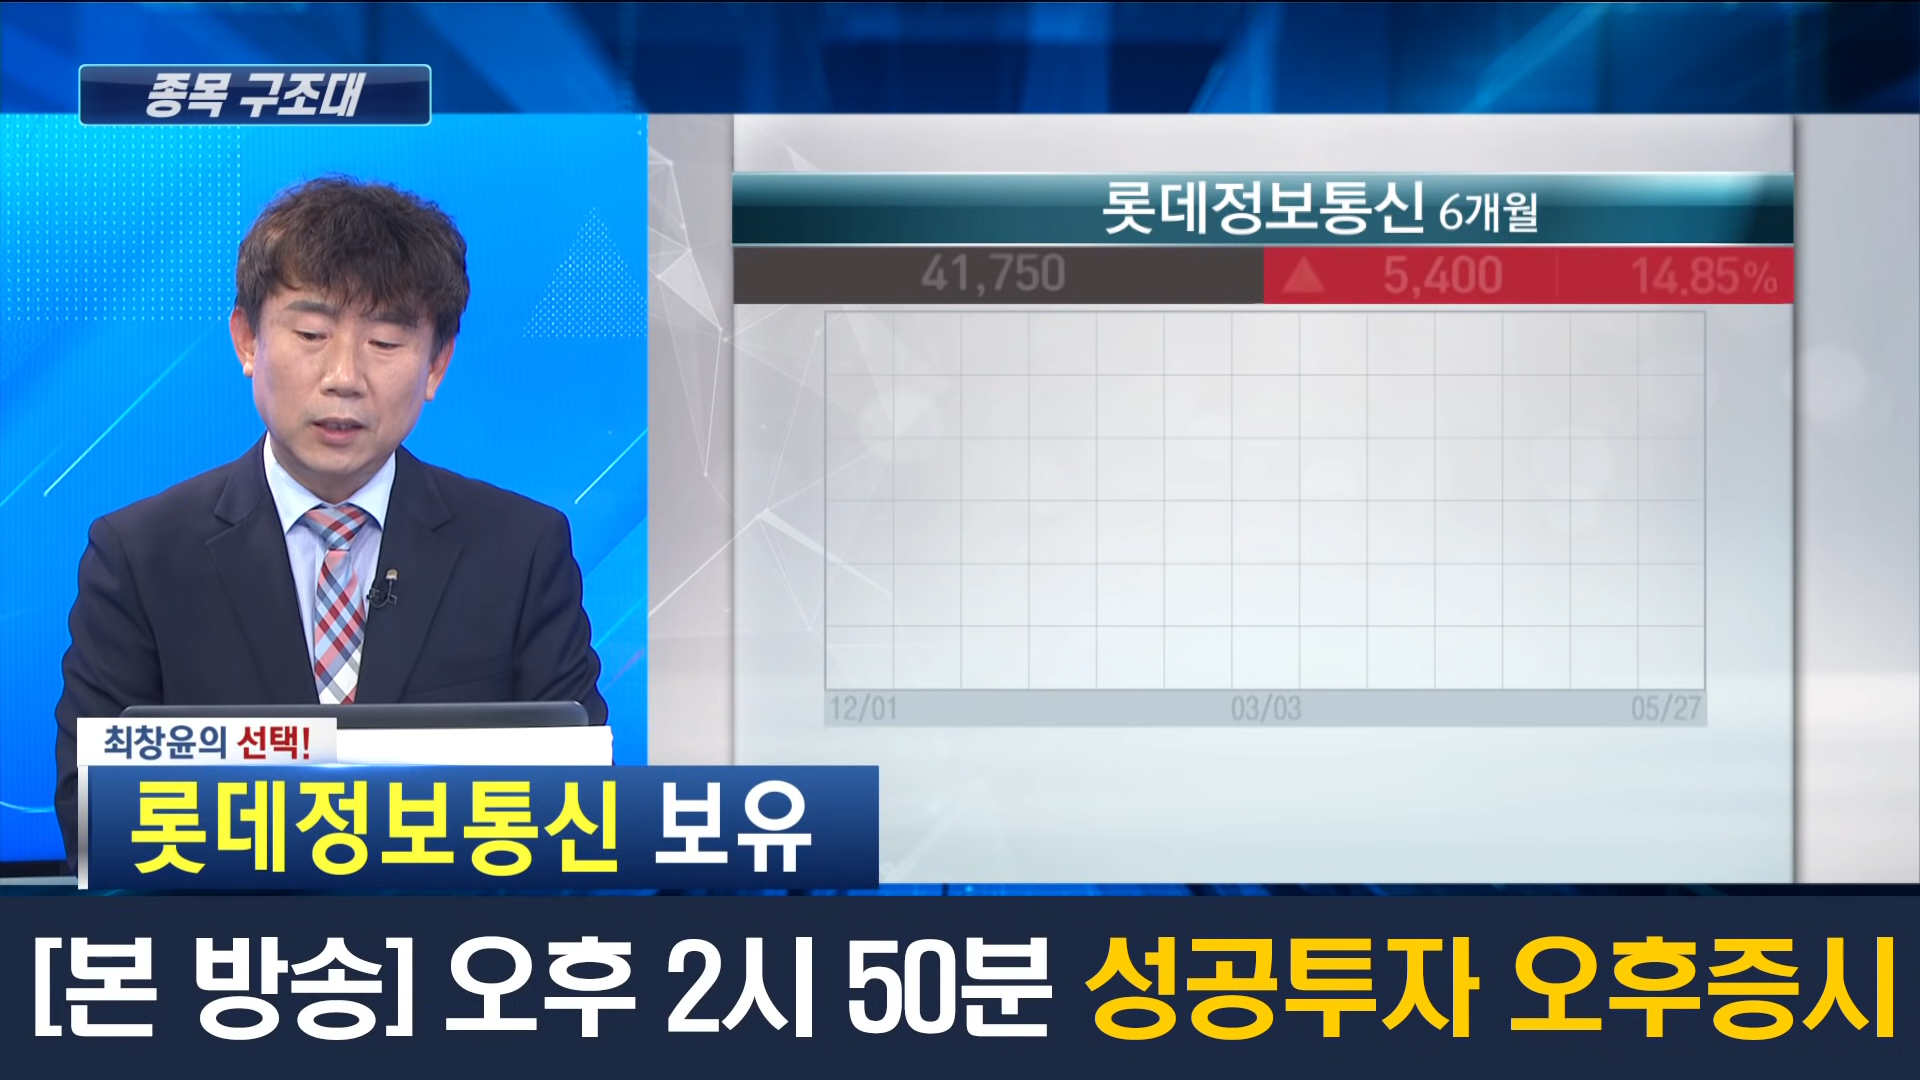 종목 구조대
롯데정보통신 6개월
41,750 ▲ 5,400 14.85%
12/01 03/03 05/27
최창윤의 선택!
롯데정보통신 보유
[본 방송] 오후 2시 50분 성공투자 오후증시